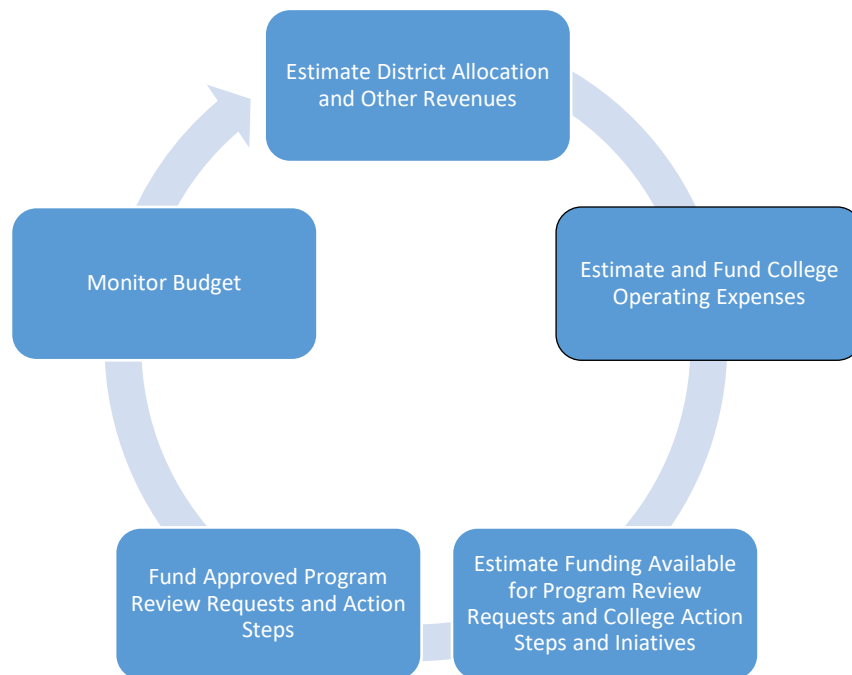 Estimate District Allocation
and Other Revenues
Estimate and Fund College
Operating Expenses
Estimate Funding Available
for Program Review
Requests and College Action
Steps and Iniatives
Fund Approved Program
Review Requests and Action
Steps
Monitor Budget